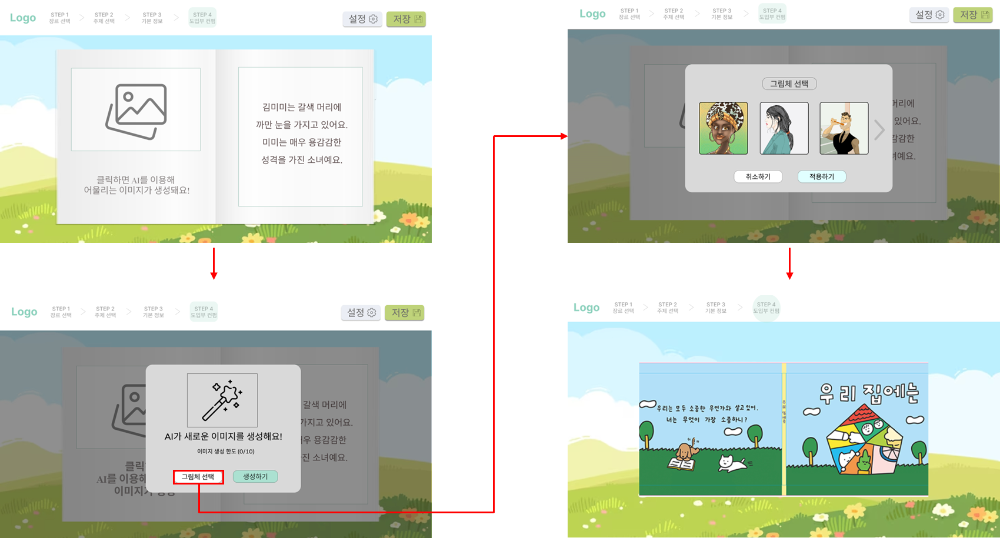 Logo
STEP 1
장르 선택
STEP 2
주제 선택
STEP 3
기본 정보
STEP 4
도입부 컨펌
설정
저장
김미미는 갈색 머리에
까만 눈을 가지고 있어요.
미미는 매우 용감감한
성격을 가진 소녀예요.
클릭하면 AI를 이용해
어울리는 이미지가 생성돼요!
Logo
STEP 1
장르 선택
STEP 2
주제 선택
STEP 3
기본 정보
STEP 4
도입부 컨펌
설정
저장
갈색 머리에
가지고 있어요.
용감감한
소녀예요.
클릭
AI를 이용해
이미지가 생성
AI가 새로운 이미지를 생성해요!
이미지 생성 한도 (0/10)
그림체 선택
생성하기
Logo
STEP 1
장르 선택
STEP 2
주제 선택
STEP 3
기본 정보
STEP 4
도입부 컨펌
설정
저장
머리에
있어요.
감한
예요.
그림체 선택
취소하기
적용하기
Logo
STEP 1
장르 선택
STEP 2
주제 선택
STEP 3
기본 정보
STEP 4
도입부 컨펌
우리는 모두 소중한 무언가와 살고있어.
너는 무엇이 가장 소중하니?
우리 집에는
우리 집에는